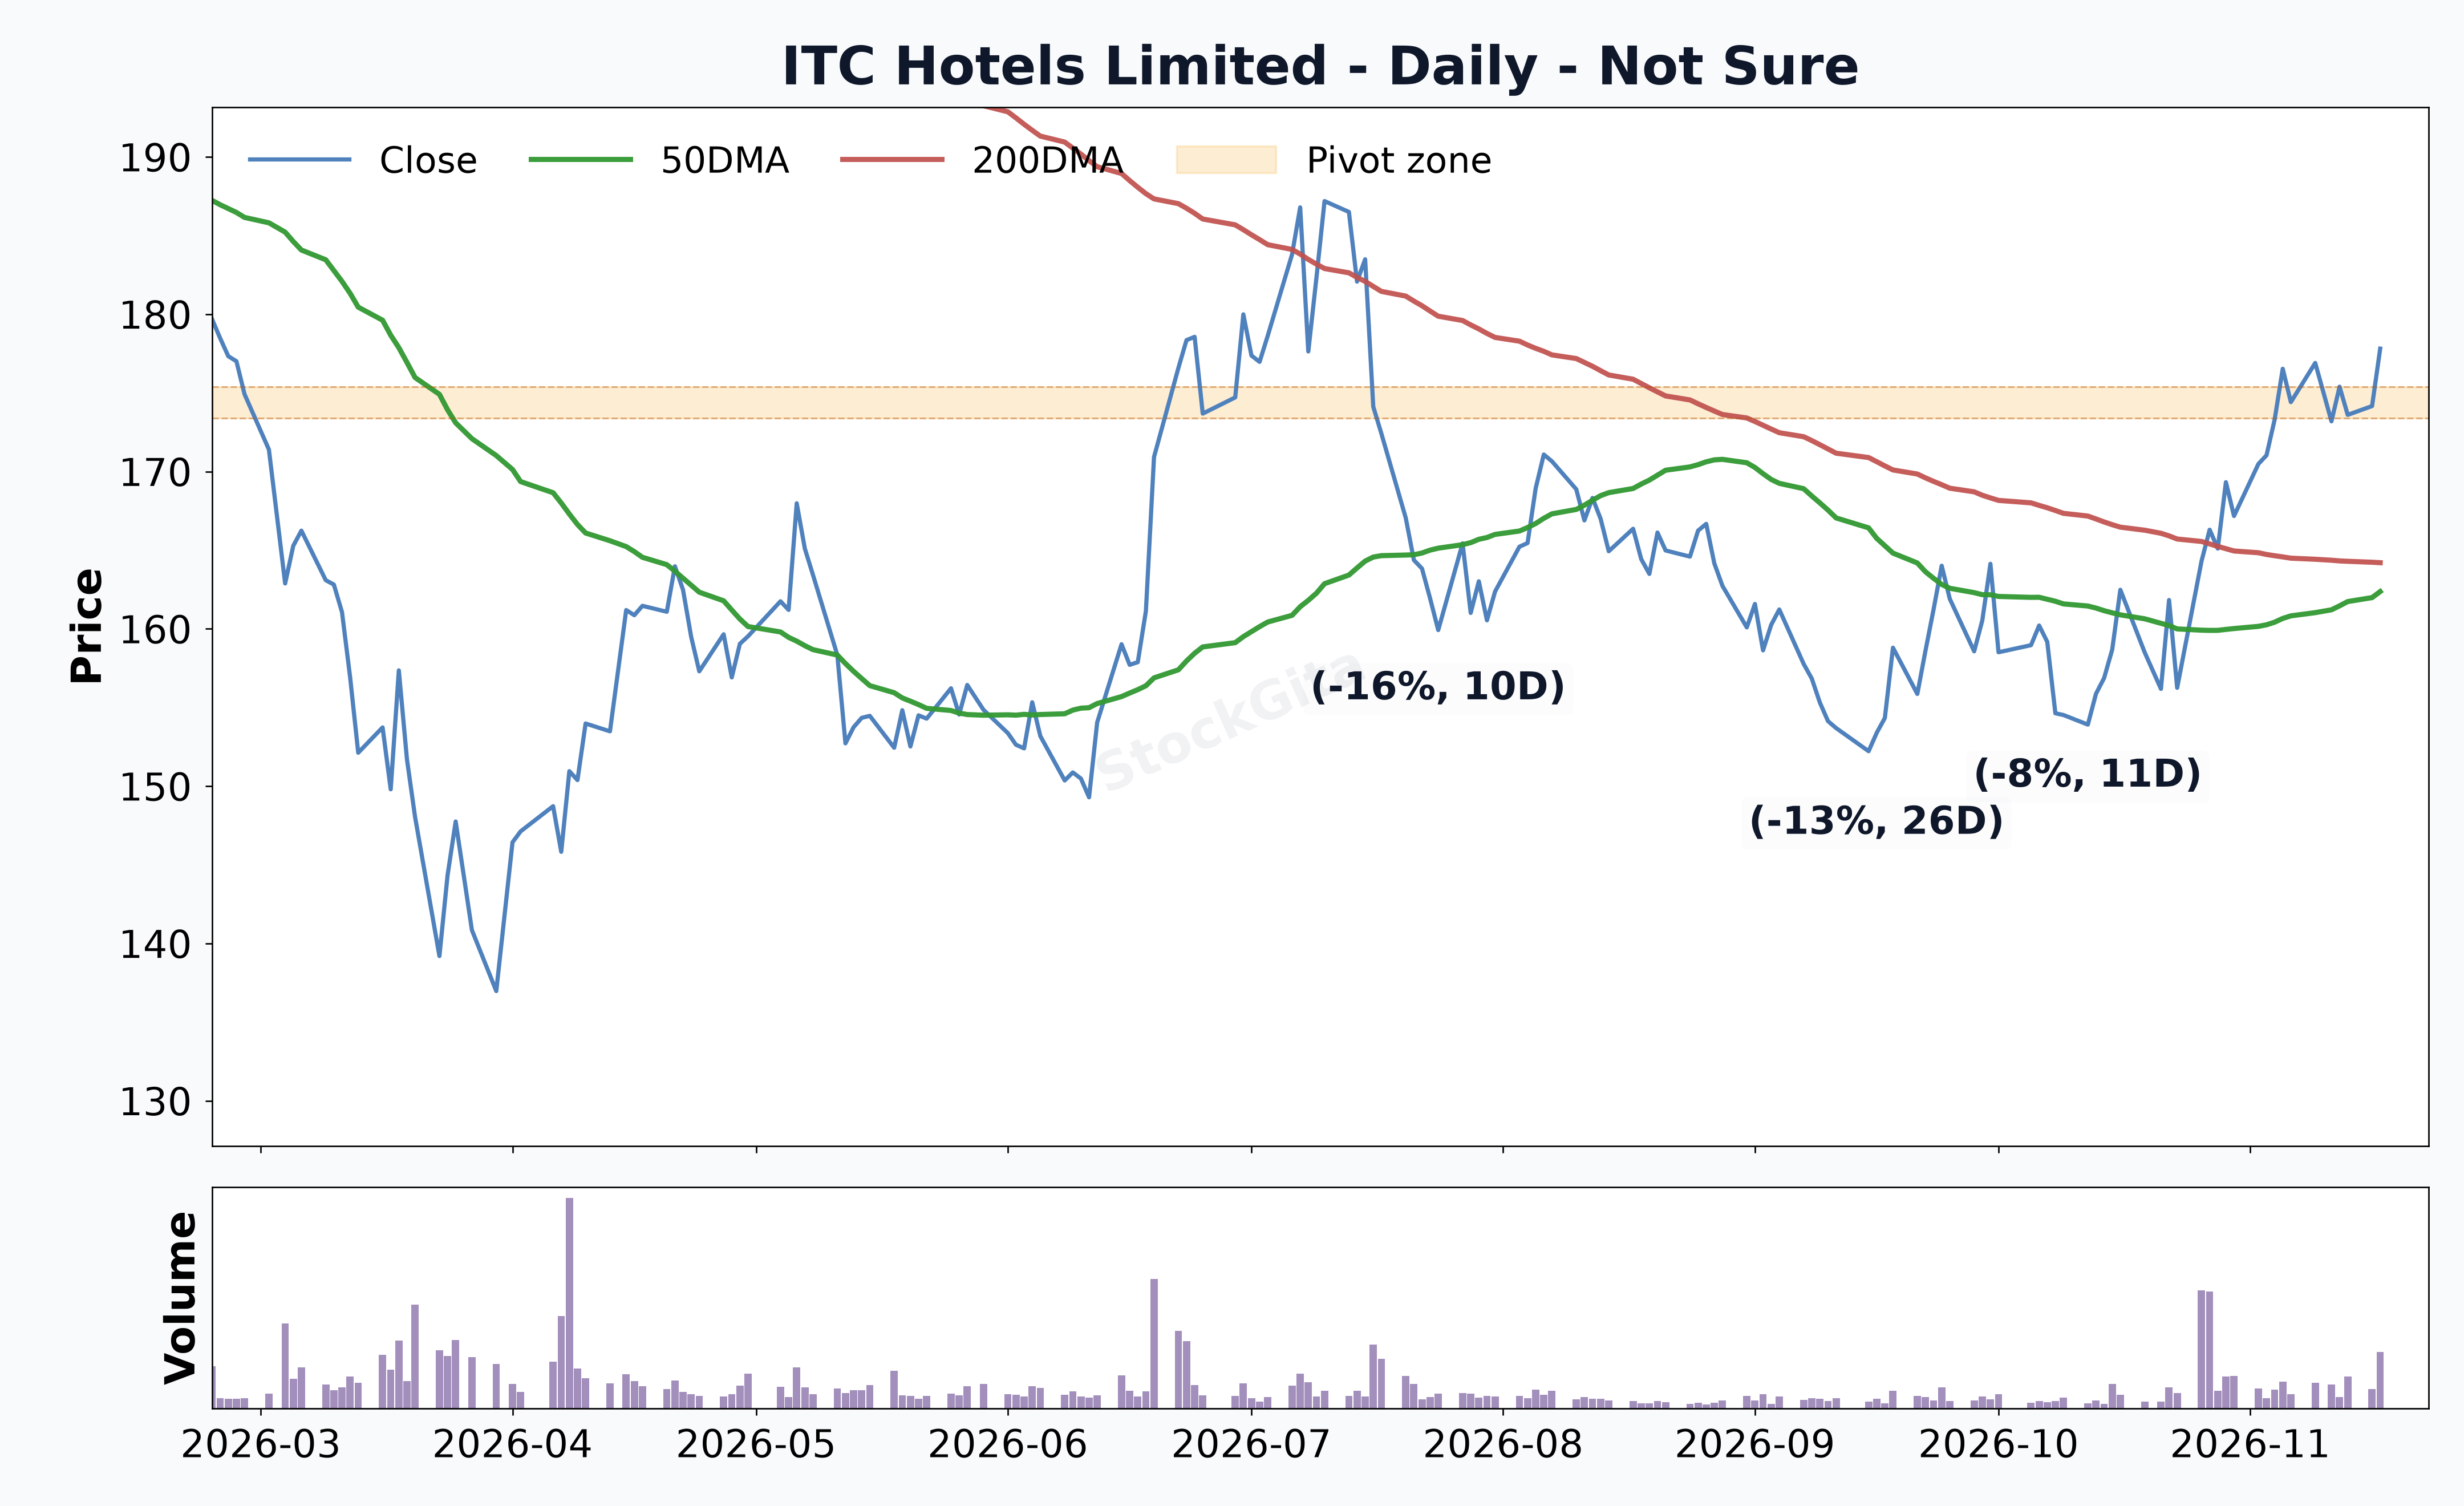 ITC Hotels Limited - Daily - Not Sure
Close 50DMA 200DMA Pivot zone
190
180
170
160
150
140
130
Price
StockGita
(-16%, 10D)
(-8%, 11D)
(-13%, 26D)
Volume
2026-03 2026-04 2026-05 2026-06 2026-07 2026-08 2026-09 2026-10 2026-11